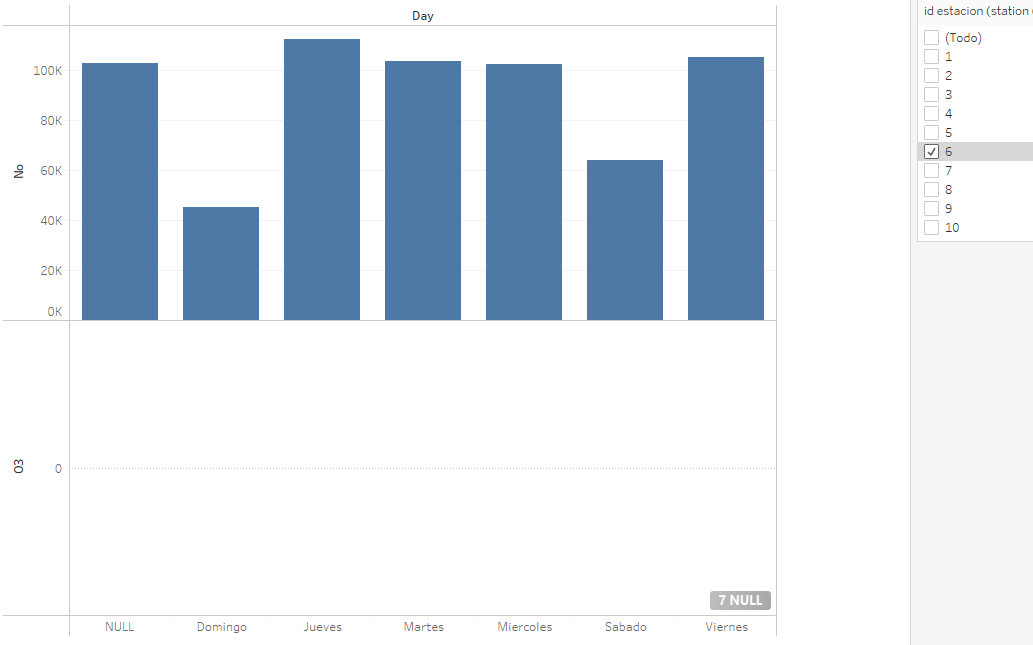 Day
No
100K
80K
60K
40K
20K
0K
O3
0
7 NULL
NULL Domingo Jueves Martes Miercoles Sabado Viernes
id estacion (station
(Todo)
1
2
3
4
5
6
7
8
9
10